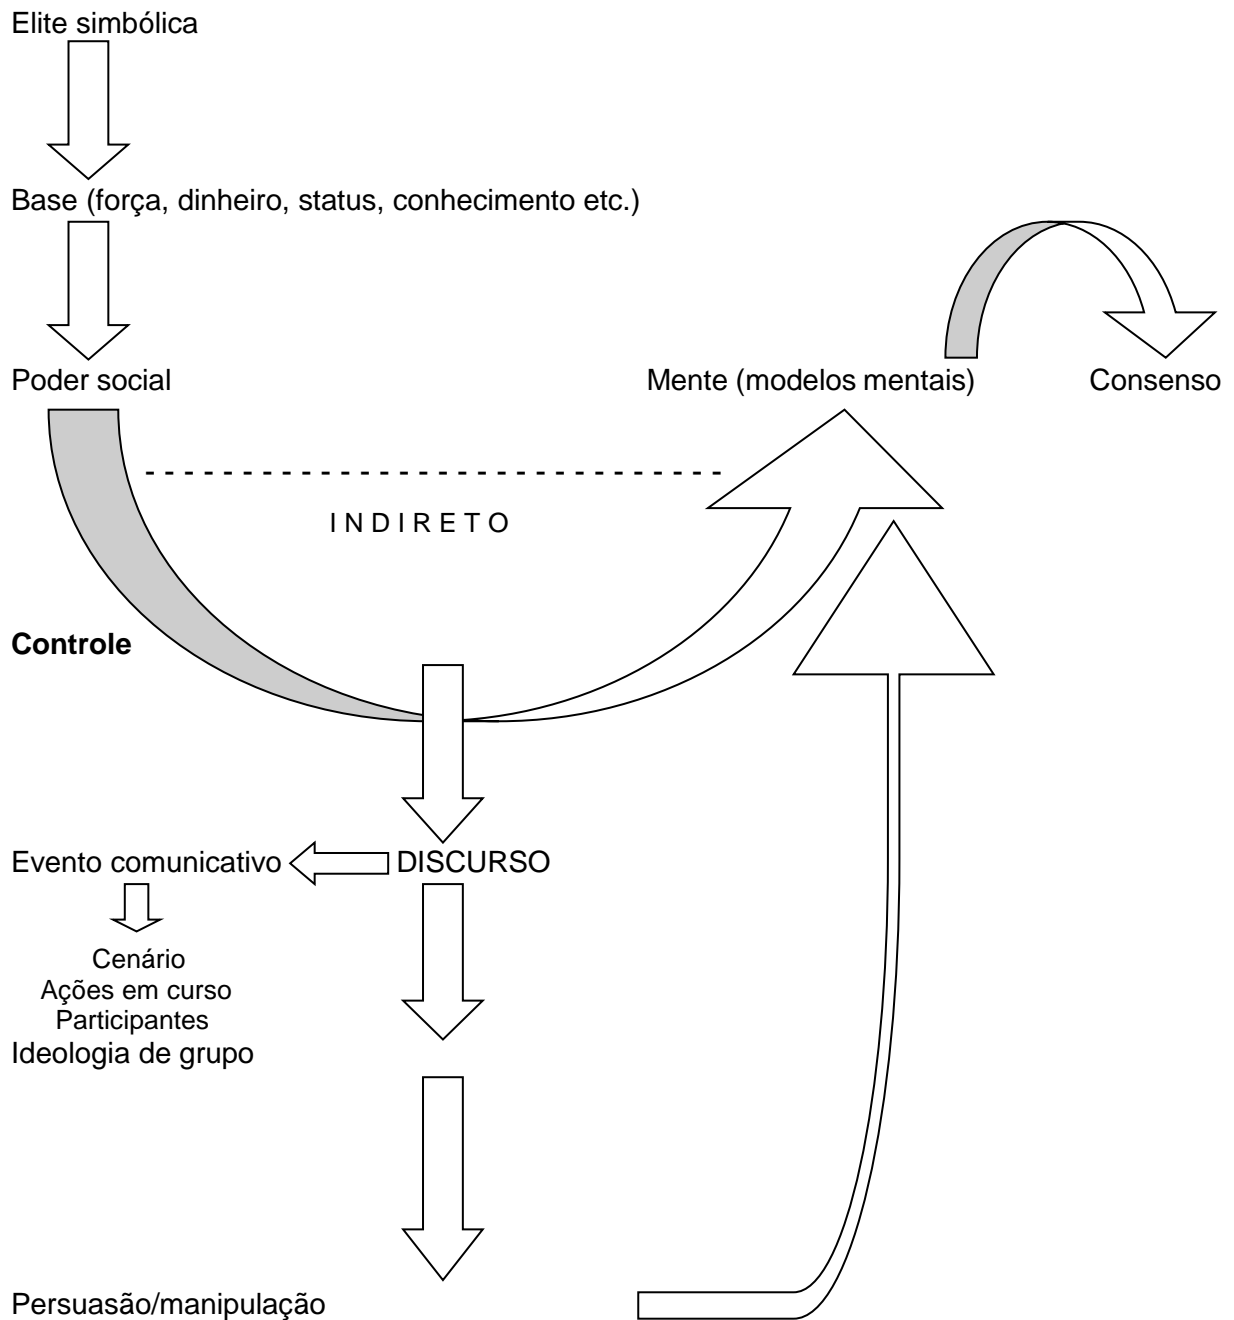 Elite simbólica
Base (força, dinheiro, status, conhecimento etc.)
Poder social
Mente (modelos mentais)
Consenso
I N D I R E T O
Controle
Evento comunicativo
DISCURSO
Cenário
Ações em curso
Participantes
Ideologia de grupo
Persuasão/manipulação